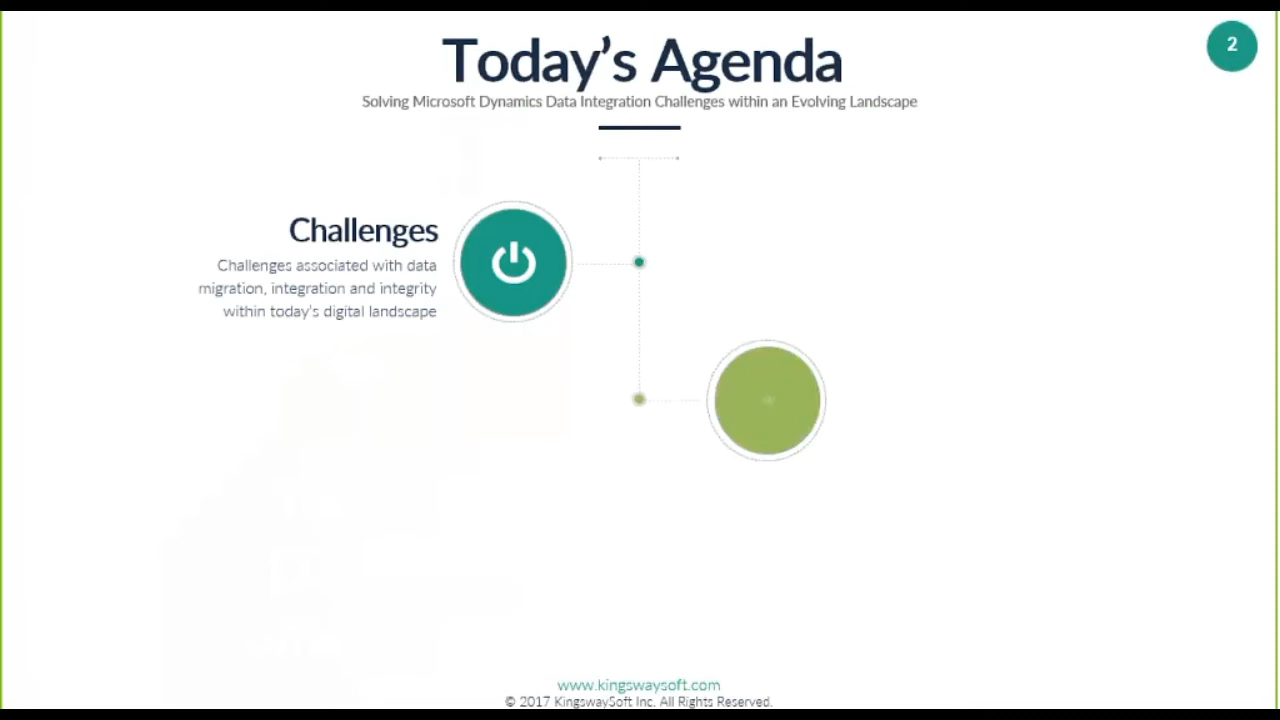 Today’s Agenda
2
Solving Microsoft Dynamics Data Integration Challenges within an Evolving Landscape
Challenges
Challenges associated with data
migration, integration and integrity
within today’s digital landscape
www.kingswaysoft.com
© 2017 KingswaySoft Inc. All Rights Reserved.